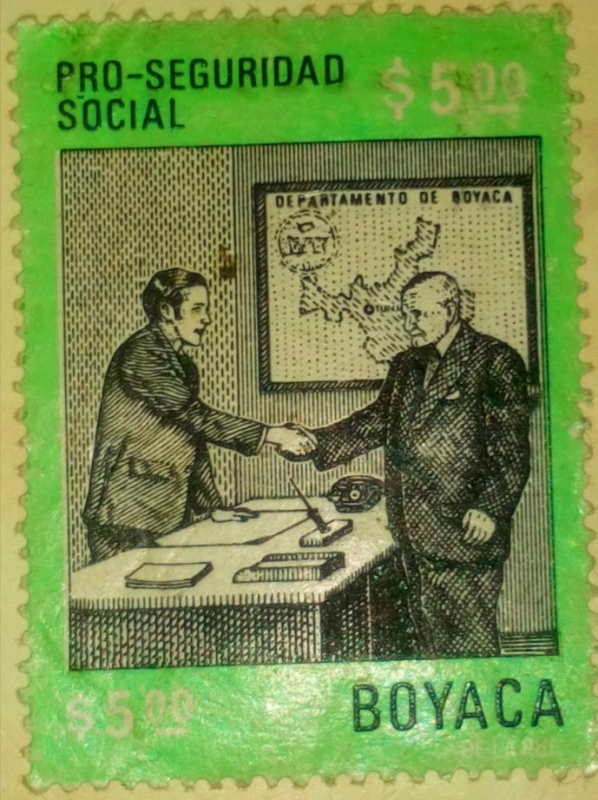 PRO-SEGURIDAD
SOCIAL
$ 5.00
DEPARTAMENTO DE BOYACA
$ 5.00
BOYACA